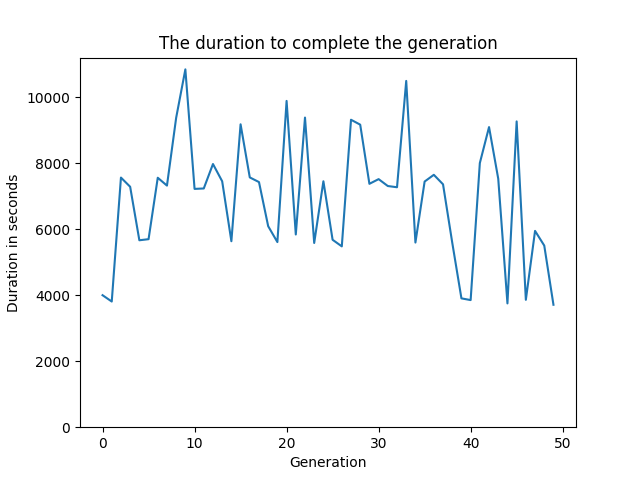 The duration to complete the generation
Duration in seconds
10000
8000
6000
4000
2000
0
0 10 20 30 40 50
Generation